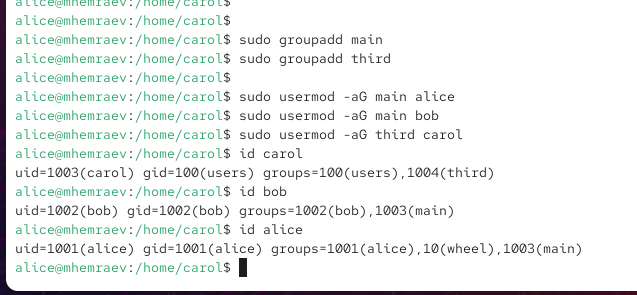 alice@mhemraev:/home/carol$
alice@mhemraev:/home/carol$
alice@mhemraev:/home/carol$ sudo groupadd main
alice@mhemraev:/home/carol$ sudo groupadd third
alice@mhemraev:/home/carol$
alice@mhemraev:/home/carol$ sudo usermod -aG main alice
alice@mhemraev:/home/carol$ sudo usermod -aG main bob
alice@mhemraev:/home/carol$ sudo usermod -aG third carol
alice@mhemraev:/home/carol$ id carol
uid=1003(carol) gid=100(users) groups=100(users),1004(third)
alice@mhemraev:/home/carol$ id bob
uid=1002(bob) gid=1002(bob) groups=1002(bob),1003(main)
alice@mhemraev:/home/carol$ id alice
uid=1001(alice) gid=1001(alice) groups=1001(alice),10(wheel),1003(main)
alice@mhemraev:/home/carol$